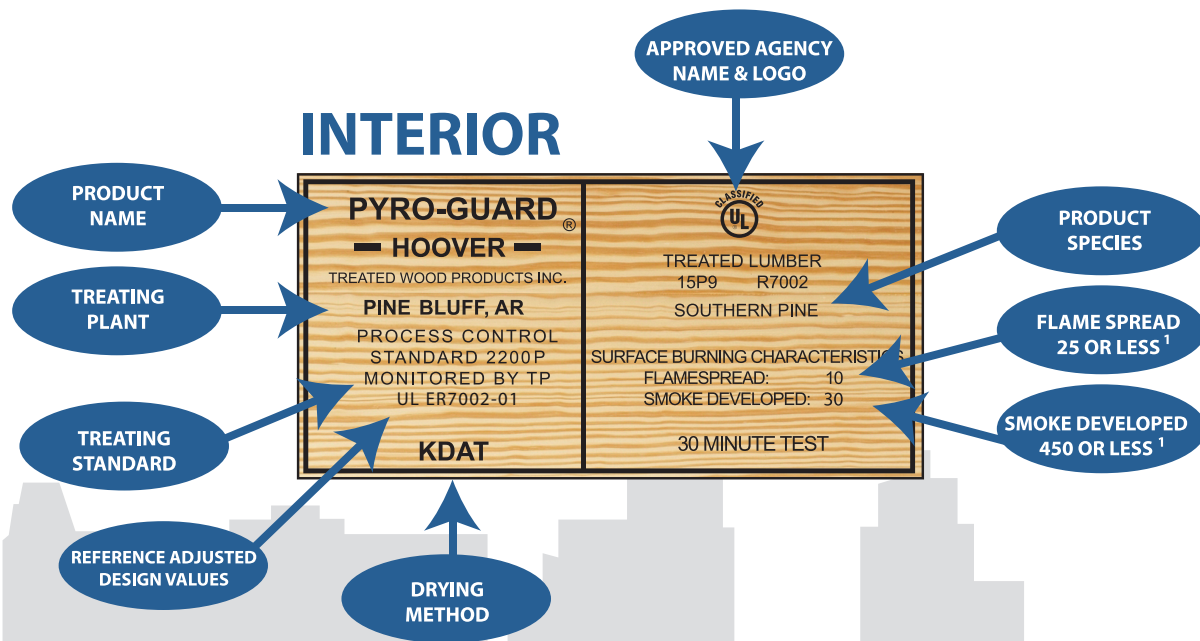 APPROVED AGENCY
NAME & LOGO
INTERIOR
PRODUCT
NAME
TREATING
PLANT
TREATING
STANDARD
REFERENCE ADJUSTED
DESIGN VALUES
DRYING
METHOD
PYRO-GUARD®
HOOVER
TREATED WOOD PRODUCTS INC.
PINE BLUFF, AR
PROCESS CONTROL
STANDARD 2200P
MONITORED BY TP
UL ER7002-01
KDAT
CLASSIFIED
UL
TREATED LUMBER
15P9 R7002
SOUTHERN PINE
SURFACE BURNING CHARACTERISTICS
FLAMESPREAD: 10
SMOKE DEVELOPED: 30
30 MINUTE TEST
PRODUCT
SPECIES
FLAME SPREAD
25 OR LESS 1
SMOKE DEVELOPED
450 OR LESS 1